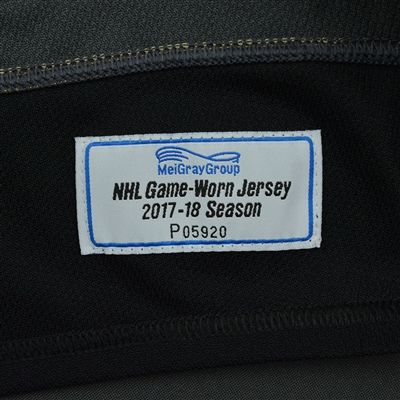 MeiGrayGroup
NHL Game-Worn Jersey
2017-18 Season
P05920